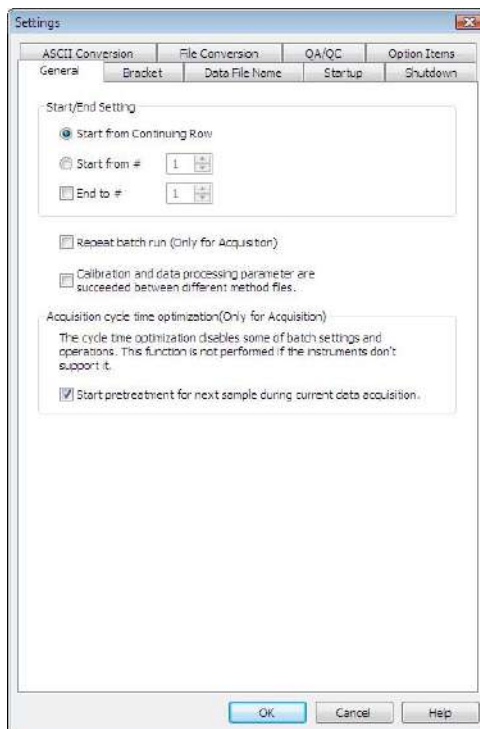 Settings
ASCII Conversion File Conversion QA/QC Option Items
General Bracket Data File Name Startup Shutdown
Start/End Setting
Start from Continuing Row
Start from # 1
End to # 1
Repeat batch run (Only for Acquisition)
Calibration and data processing parameter are
succeeded between different method files.
Acquisition cycle time optimization(Only for Acquisition)
The cycle time optimization disables some of batch settings and
operations. This function is not performed if the instruments don't
support it.
Start pretreatment for next sample during current data acquisition.
OK Cancel Help